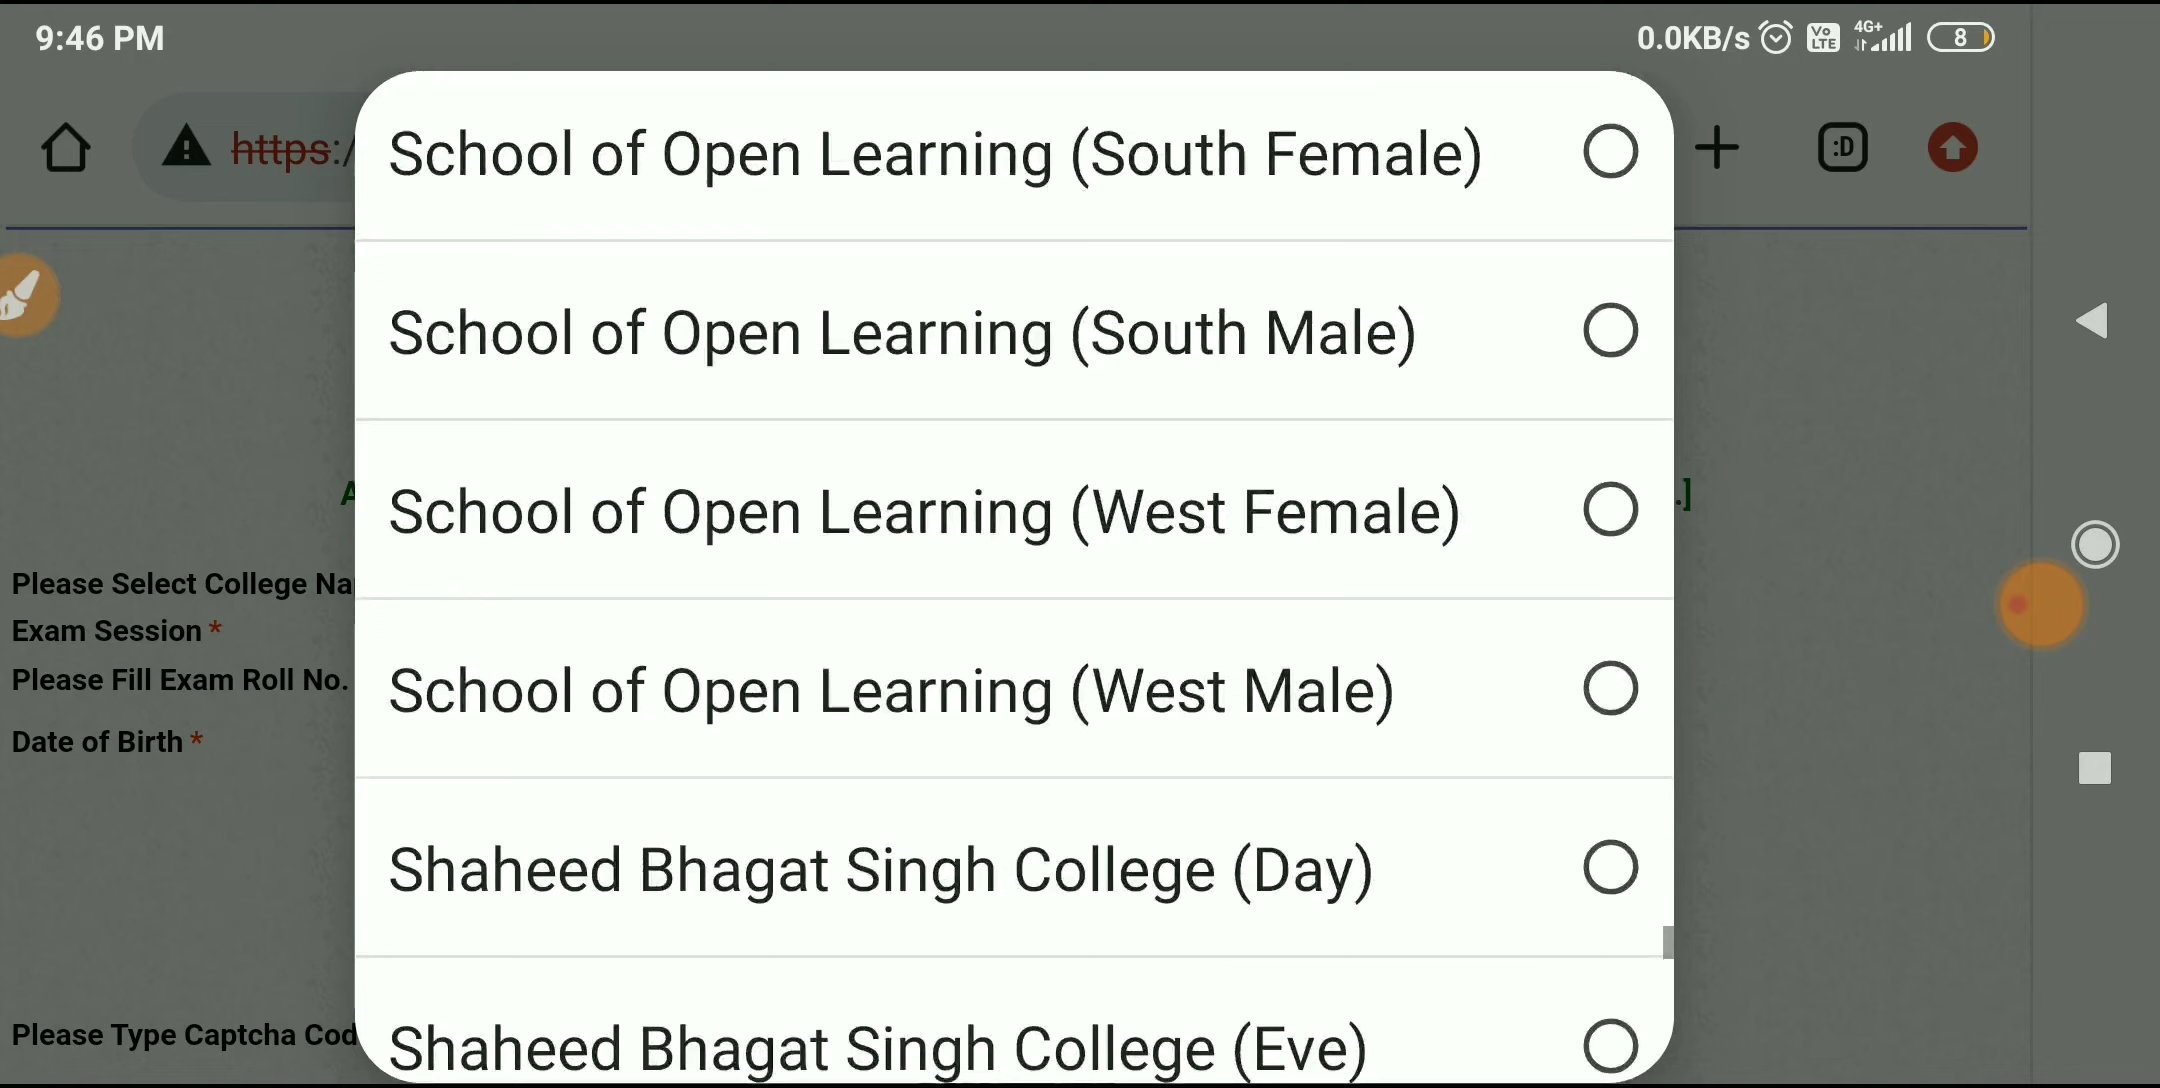 9:46 PM
0.0KB/s
Vo
LTE
4G+
8
https:/
:D
School of Open Learning (South Female)
School of Open Learning (South Male)
School of Open Learning (West Female)
School of Open Learning (West Male)
Shaheed Bhagat Singh College (Day)
Shaheed Bhagat Singh College (Eve)
A
.]
Please Select College Na
Exam Session *
Please Fill Exam Roll No.
Date of Birth *
Please Type Captcha Cod